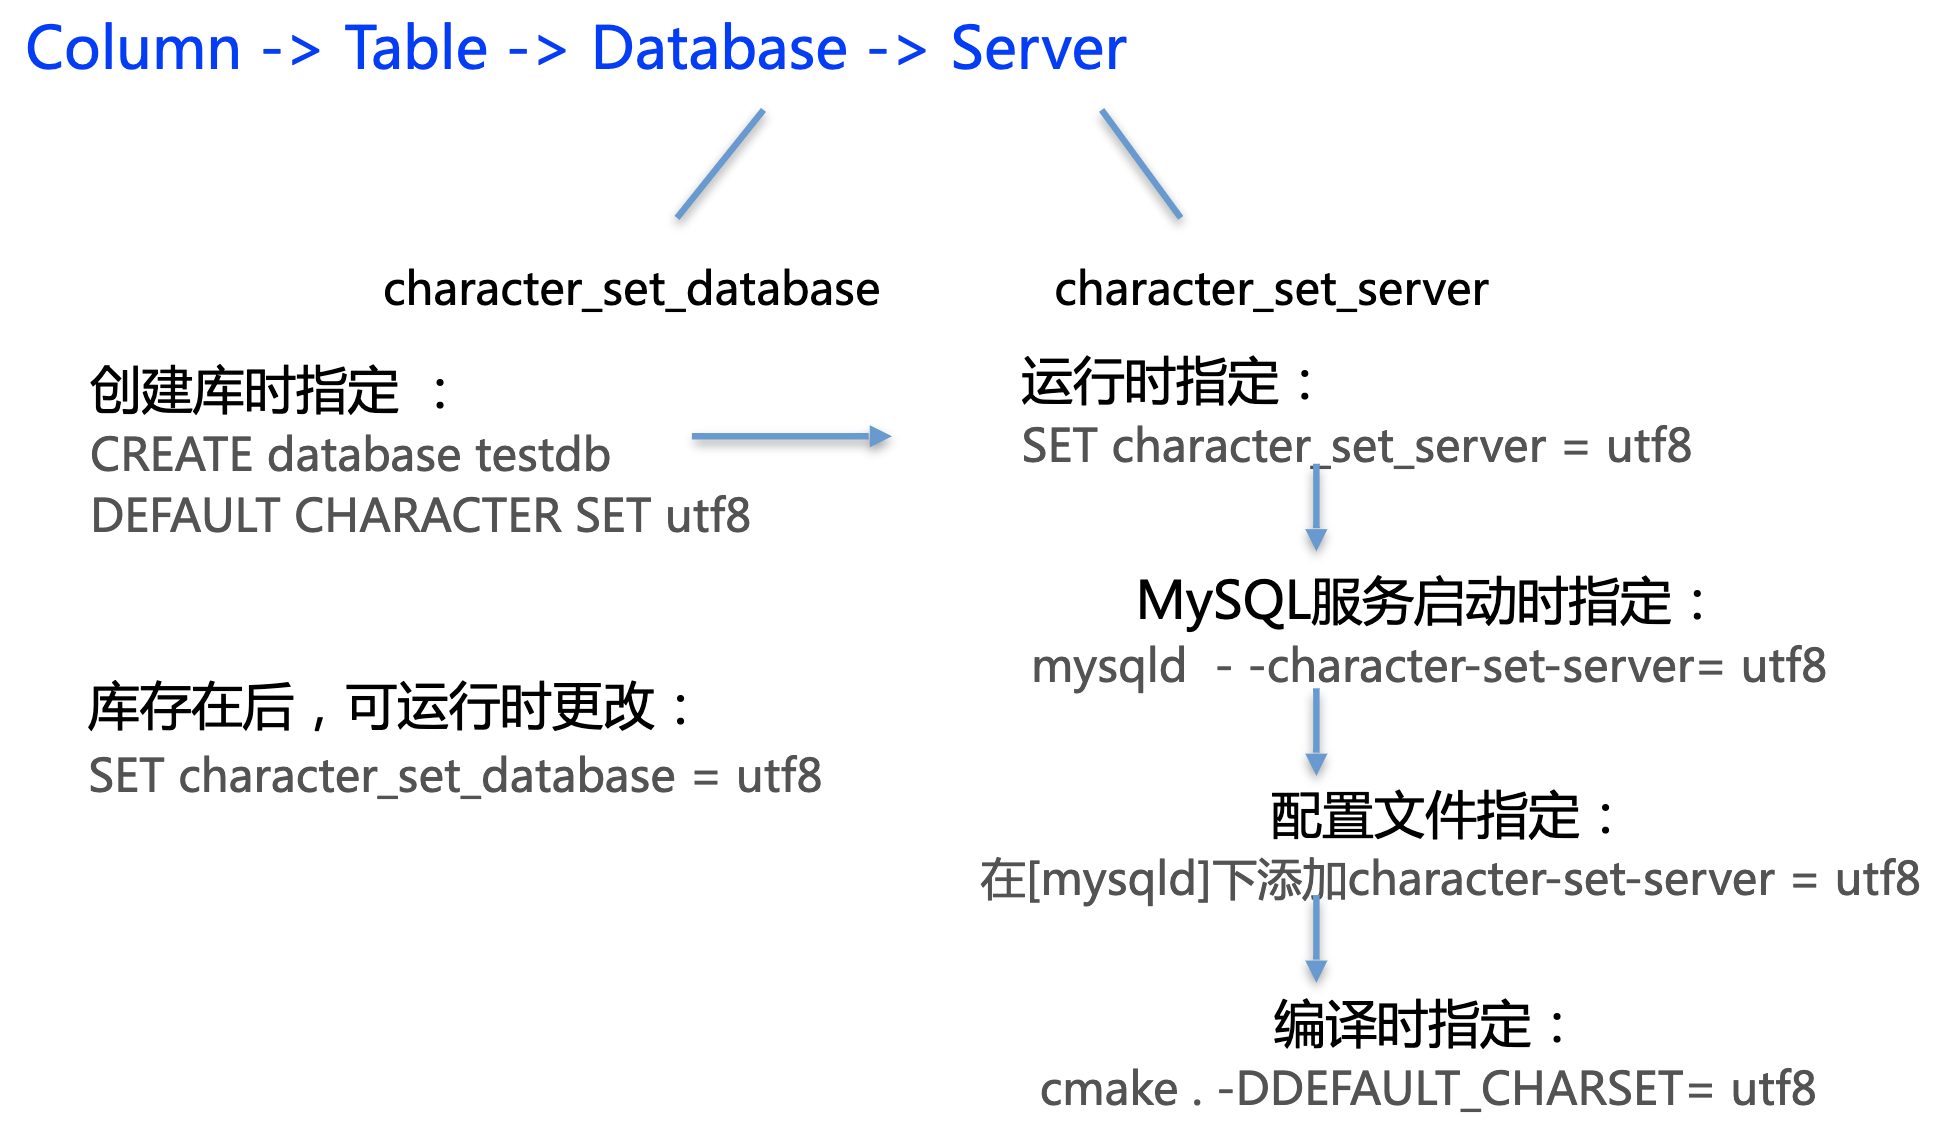 Column -> Table -> Database -> Server
character_set_database
character_set_server
创建库时指定 ：
CREATE database testdb
DEFAULT CHARACTER SET utf8
库存在后，可运行时更改：
SET character_set_database = utf8
运行时指定：
SET character_set_server = utf8
MySQL服务启动时指定：
mysqld  - -character-set-server= utf8
配置文件指定：
在[mysqld]下添加character-set-server = utf8
编译时指定：
cmake . -DDEFAULT_CHARSET= utf8